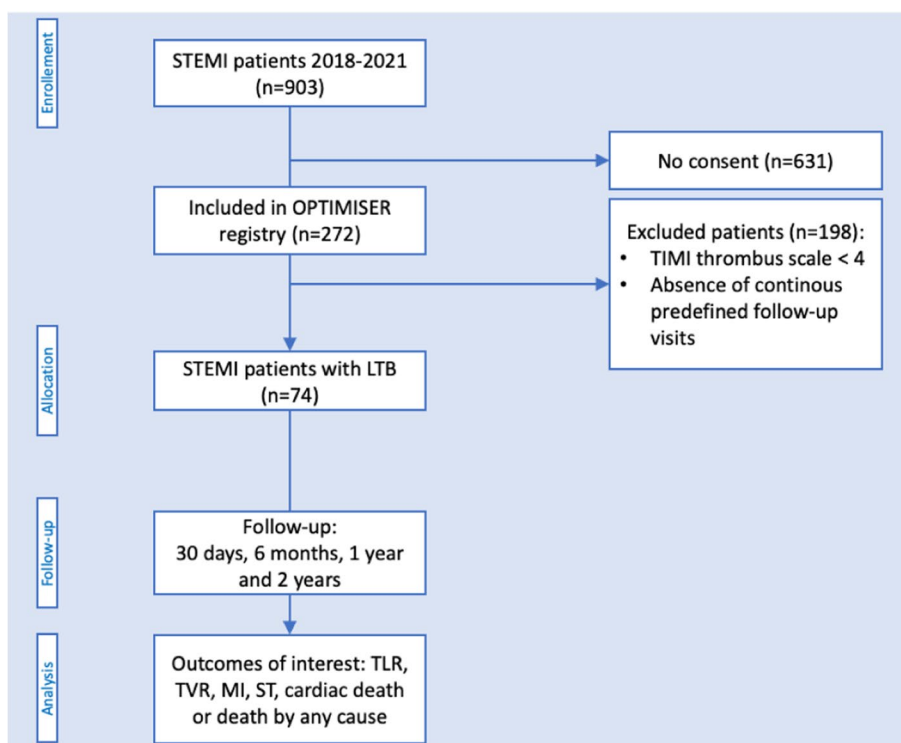 Enrollement
STEMI patients 2018-2021
(n=903)
No consent (n=631)
Included in OPTIMISER
registry (n=272)
Excluded patients (n=198):
• TIMI thrombus scale < 4
• Absence of continous
predefined follow-up
visits
Allocation
STEMI patients with LTB
(n=74)
Follow-up
Follow-up:
30 days, 6 months, 1 year
and 2 years
Analysis
Outcomes of interest: TLR,
TVR, MI, ST, cardiac death
or death by any cause